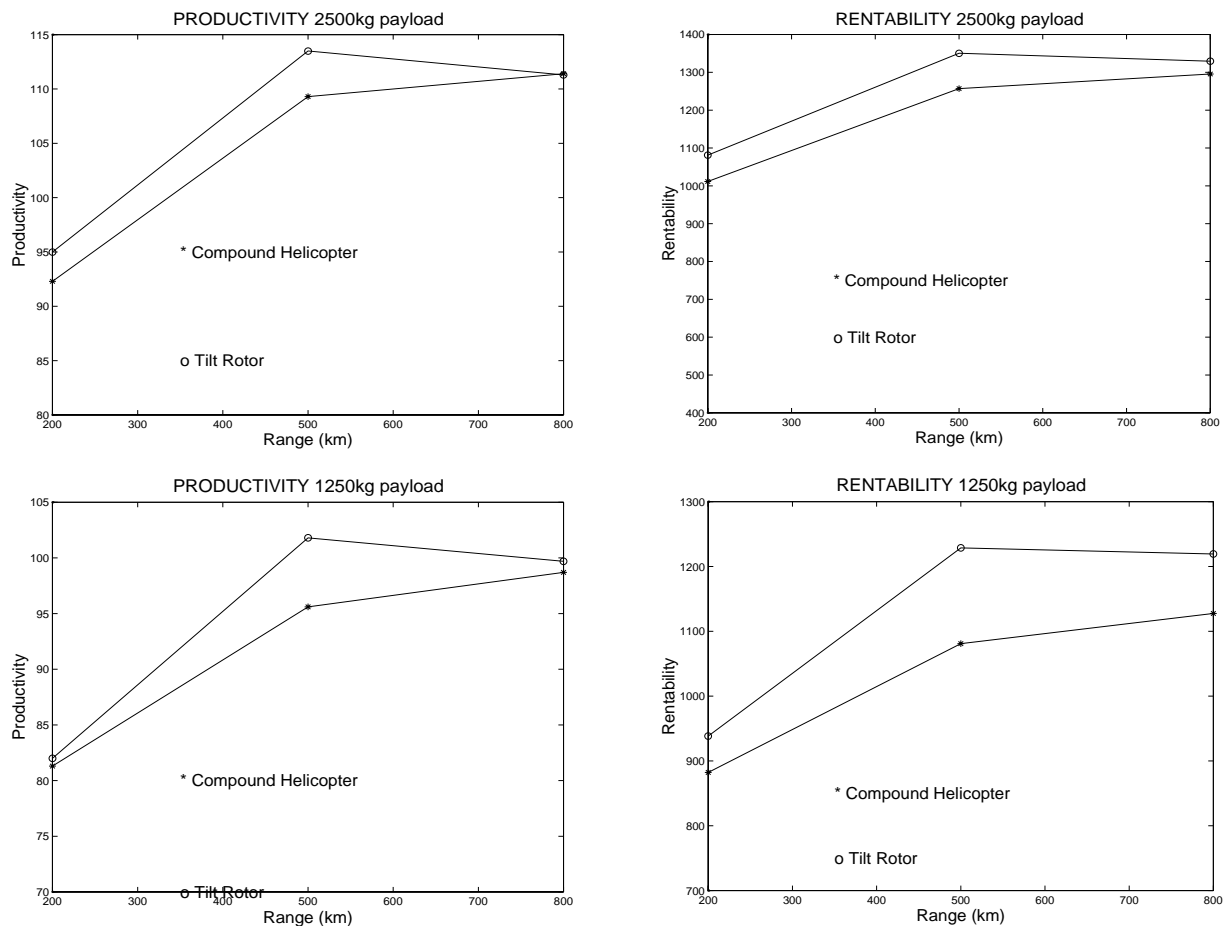 PRODUCTIVITY 2500kg payload
115
110
105
100
95
90
85
80
Productivity
* Compound Helicopter
o Tilt Rotor
200 300 400 500 600 700 800
Range (km)
RENTABILITY 2500kg payload
1400
1300
1200
1100
1000
900
800
700
600
500
400
Rentability
* Compound Helicopter
o Tilt Rotor
200 300 400 500 600 700 800
Range (km)
PRODUCTIVITY 1250kg payload
105
100
95
90
85
80
75
70
Productivity
* Compound Helicopter
o Tilt Rotor
200 300 400 500 600 700 800
Range (km)
RENTABILITY 1250kg payload
1300
1200
1100
1000
900
800
700
Rentability
* Compound Helicopter
o Tilt Rotor
200 300 400 500 600 700 800
Range (km)